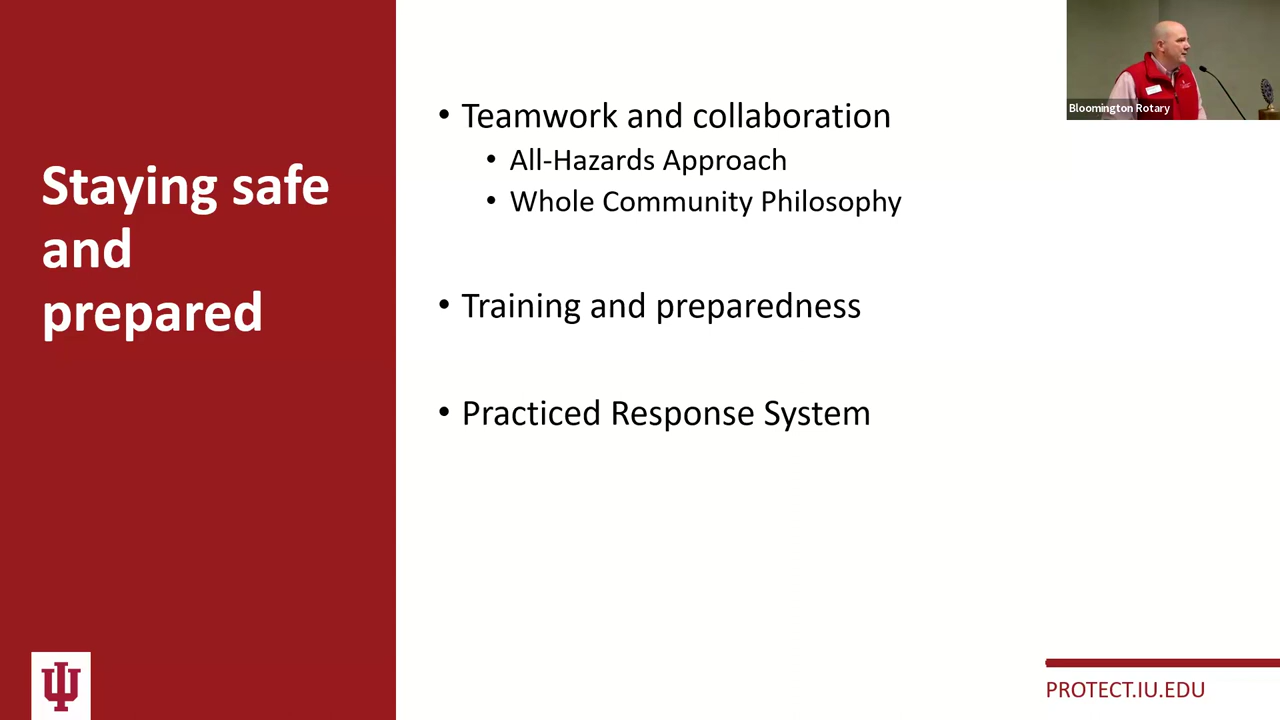 Staying safe
and
prepared
• Teamwork and collaboration
• All-Hazards Approach
• Whole Community Philosophy
• Training and preparedness
• Practiced Response System
Bloomington Rotary
PROTECT.IU.EDU